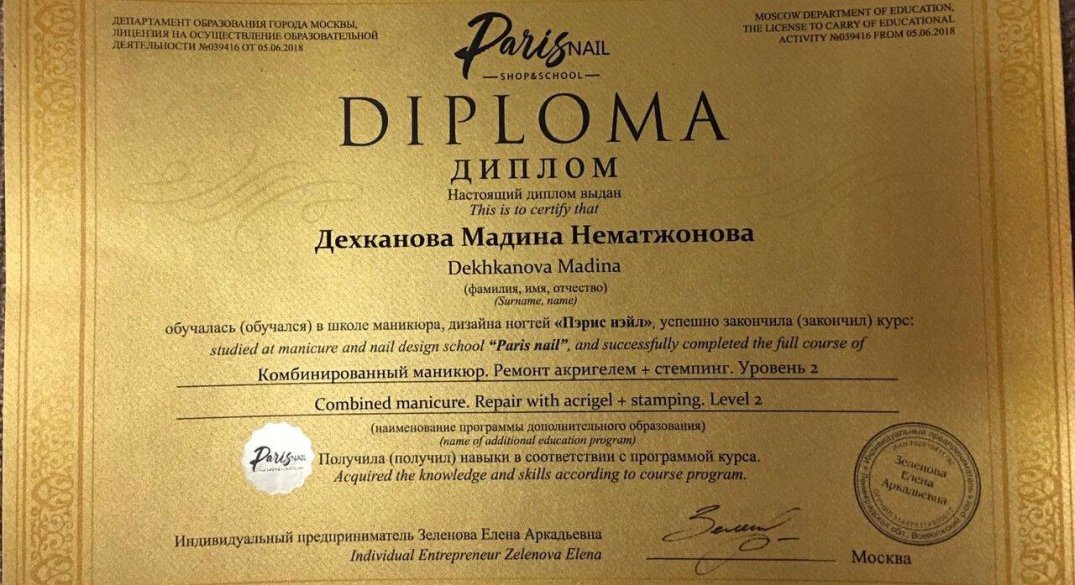 ДЕПАРТАМЕНТ ОБРАЗОВАНИЯ ГОРОДА МОСКВЫ,
ЛИЦЕНЗИЯ НА ОСУЩЕСТВЛЕНИЕ ОБРАЗОВАТЕЛЬНОЙ
ДЕЯТЕЛЬНОСТИ №039416 ОТ 05.06.2018
Paris NAIL
SHOP&SCHOOL
MOSCOW DEPARTMENT OF EDUCATION,
THE LICENSE TO CARRY OF EDUCATIONAL
ACTIVITY №039416 FROM 05.06.2018
DIPLOMA
ДИПЛОМ
Настоящий диплом выдан
This is to certify that
Дехканова Мадина Нематжонова
Dekhkanova Madina
(фамилия, имя, отчество)
(Surname, name)
обучалась (обучался) в школе маникюра, дизайна ногтей «Пэрис нэйл», успешно закончила (закончил) курс:
studied at manicure and nail design school "Paris nail", and successfully completed the full course of
Комбинированный маникюр. Ремонт акригелем + стемпинг. Уровень 2
Combined manicure. Repair with acrigel + stamping. Level 2
(наименование программы дополнительного образования)
(name of additional education program)
Paris NAIL
Получила (получил) навыки в соответствии с программой курса.
Acquired the knowledge and skills according to course program.
Индивидуальный предприниматель
Зеленова
Елена
Аркадьевна
Индивидуальный предприниматель Зеленова Елена Аркадьевна
Individual Entrepreneur Zelenova Elena
Москва